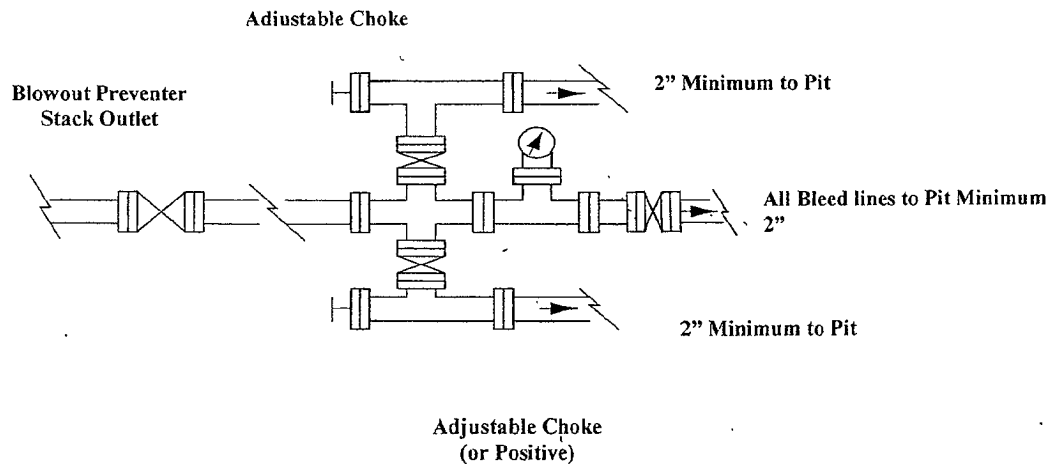 Adiustable Choke
Blowout Preventer
Stack Outlet
2” Minimum to Pit
All Bleed lines to Pit Minimum
2”
2” Minimum to Pit
Adjustable Choke
(or Positive)